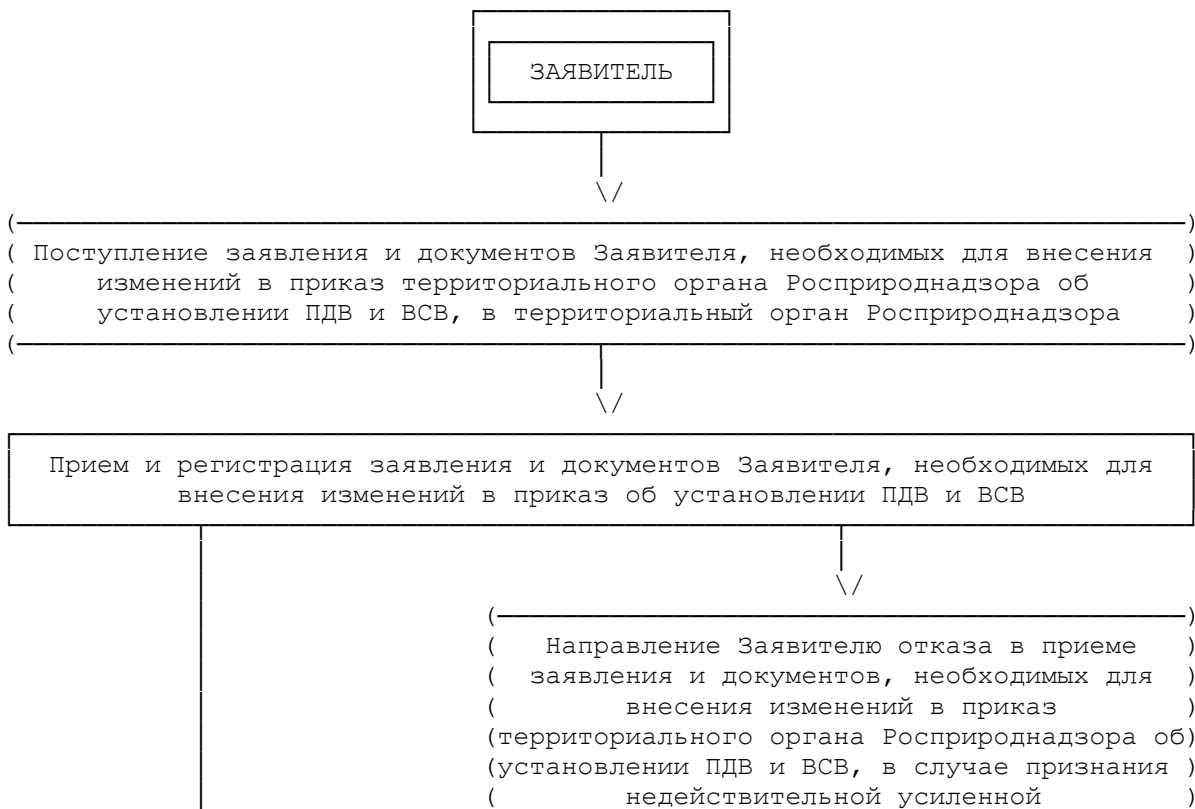 ЗАЯВИТЕЛЬ
Поступление заявления и документов Заявителя, необходимых для внесения
изменений в приказ территориального органа Росприроднадзора об
установлении ПДВ и ВСВ, в территориальный орган Росприроднадзора
Прием и регистрация заявления и документов Заявителя, необходимых для
внесения изменений в приказ об установлении ПДВ и ВСВ
Направление Заявителю отказа в приеме
заявления и документов, необходимых для
внесения изменений в приказ
территориального органа Росприроднадзора об
установлении ПДВ и ВСВ, в случае признания
недействительной усиленной